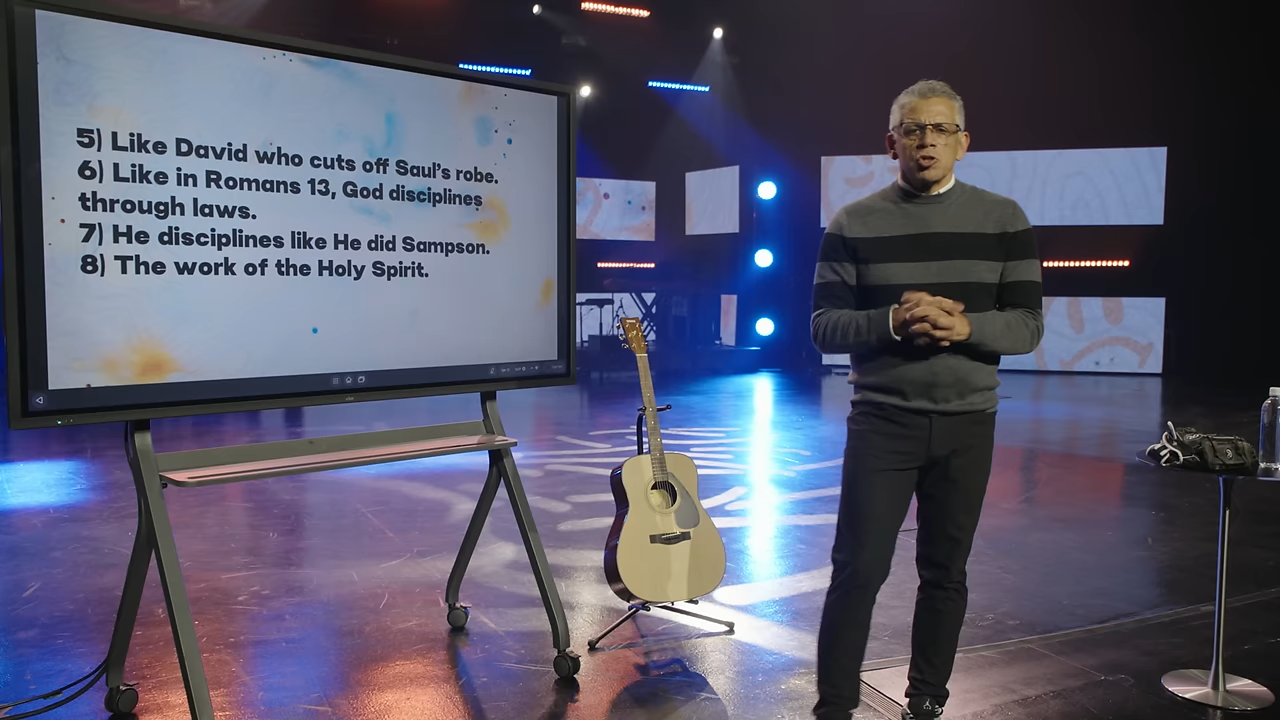 5) Like David who cuts off Saul's robe.
6) Like in Romans 13, God disciplines
through laws.
7) He disciplines like He did Sampson.
8) The work of the Holy Spirit.